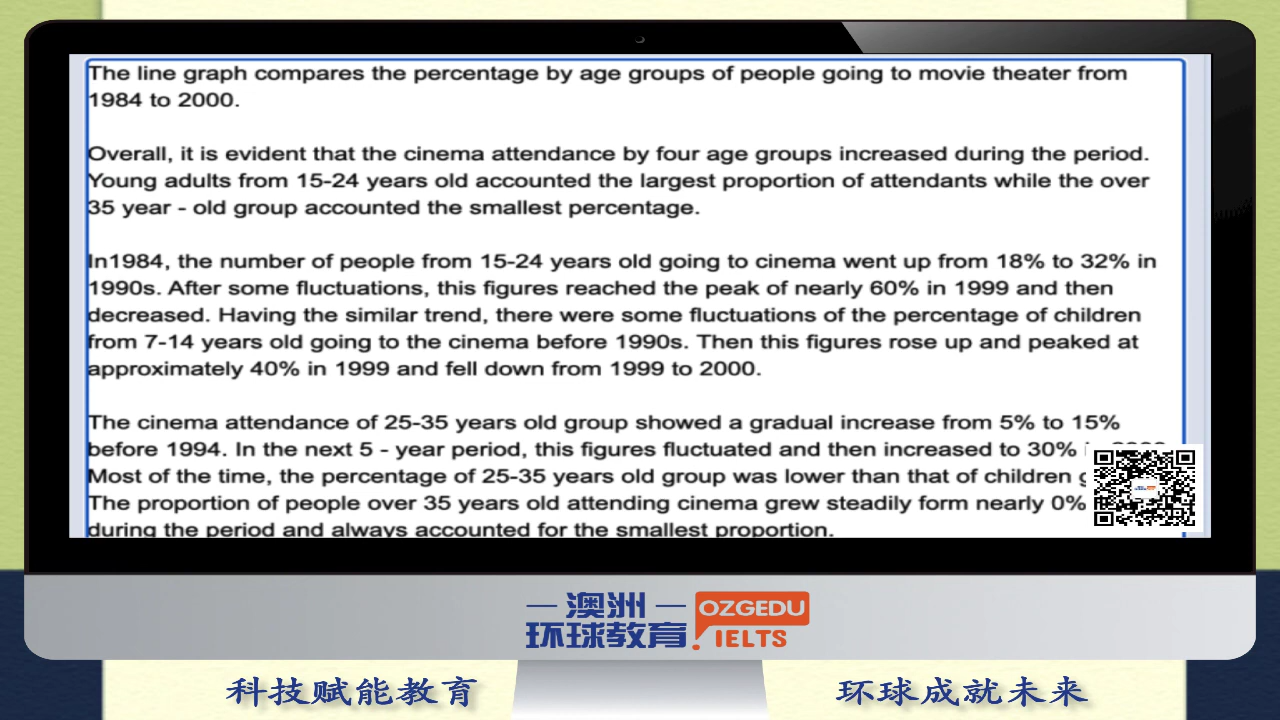 The line graph compares the percentage by age groups of people going to movie theater from
1984 to 2000.
Overall, it is evident that the cinema attendance by four age groups increased during the period.
Young adults from 15-24 years old accounted the largest proportion of attendants while the over
35 year - old group accounted the smallest percentage.
In1984, the number of people from 15-24 years old going to cinema went up from 18% to 32% in
1990s. After some fluctuations, this figures reached the peak of nearly 60% in 1999 and then
decreased. Having the similar trend, there were some fluctuations of the percentage of children
from 7-14 years old going to the cinema before 1990s. Then this figures rose up and peaked at
approximately 40% in 1999 and fell down from 1999 to 2000.
The cinema attendance of 25-35 years old group showed a gradual increase from 5% to 15%
before 1994. In the next 5 - year period, this figures fluctuated and then increased to 30%
Most of the time, the percentage of 25-35 years old group was lower than that of children
The proportion of people over 35 years old attending cinema grew steadily form nearly 0%
during the period and always accounted for the smallest proportion.
澳洲
环球教育
OZGEDU
IELTS
科技赋能教育
环球成就未来